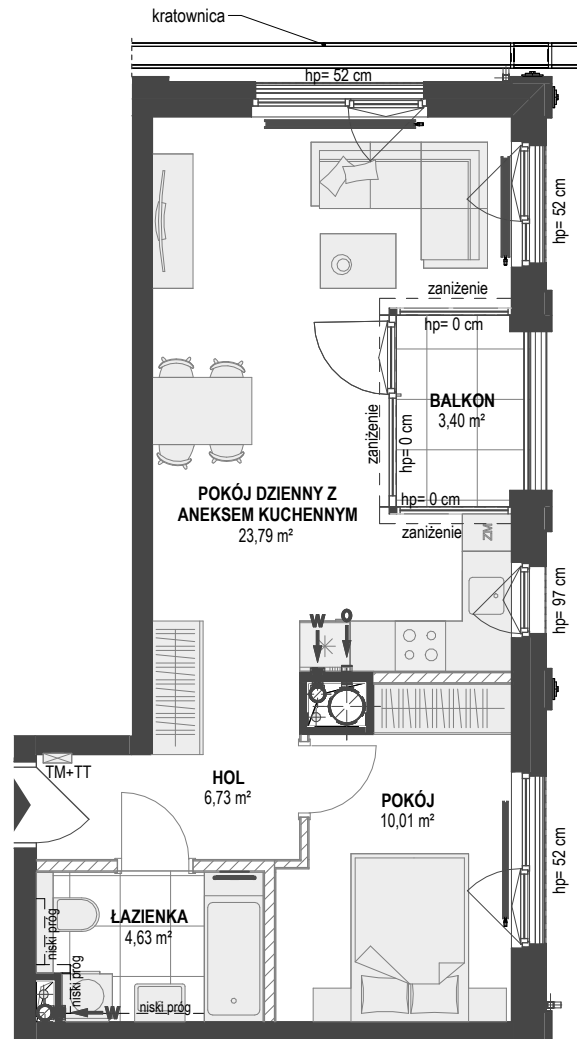 kratownica
hp= 52 cm
hp= 52 cm
zaniżenie
hp= 0 cm
BALKON
3,40 m²
zaniżenie
hp= 0 cm
hp= 0 cm
zaniżenie
POKÓJ DZIENNY Z
ANEKSEM KUCHENNYM
23,79 m²
ZM
hp= 97 cm
W
O
TM+TT
HOL
6,73 m²
POKÓJ
10,01 m²
hp= 52 cm
ŁAZIENKA
4,63 m²
niski próg
niski próg
niski próg
W